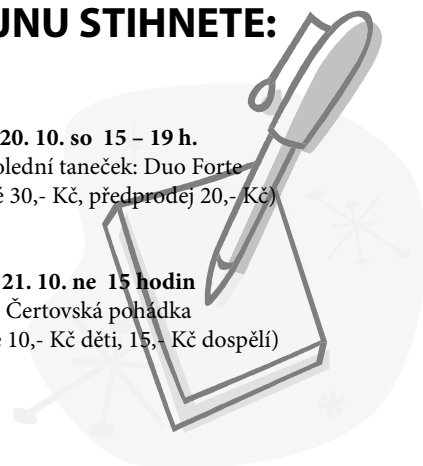 UNU STIHNETE:
20. 10. so 15 – 19 h.
olední taneček: Duo Forte
é 30,- Kč, předprodej 20,- Kč)
21. 10. ne 15 hodin
Čertovská pohádka
é 10,- Kč děti, 15,- Kč dospělí)